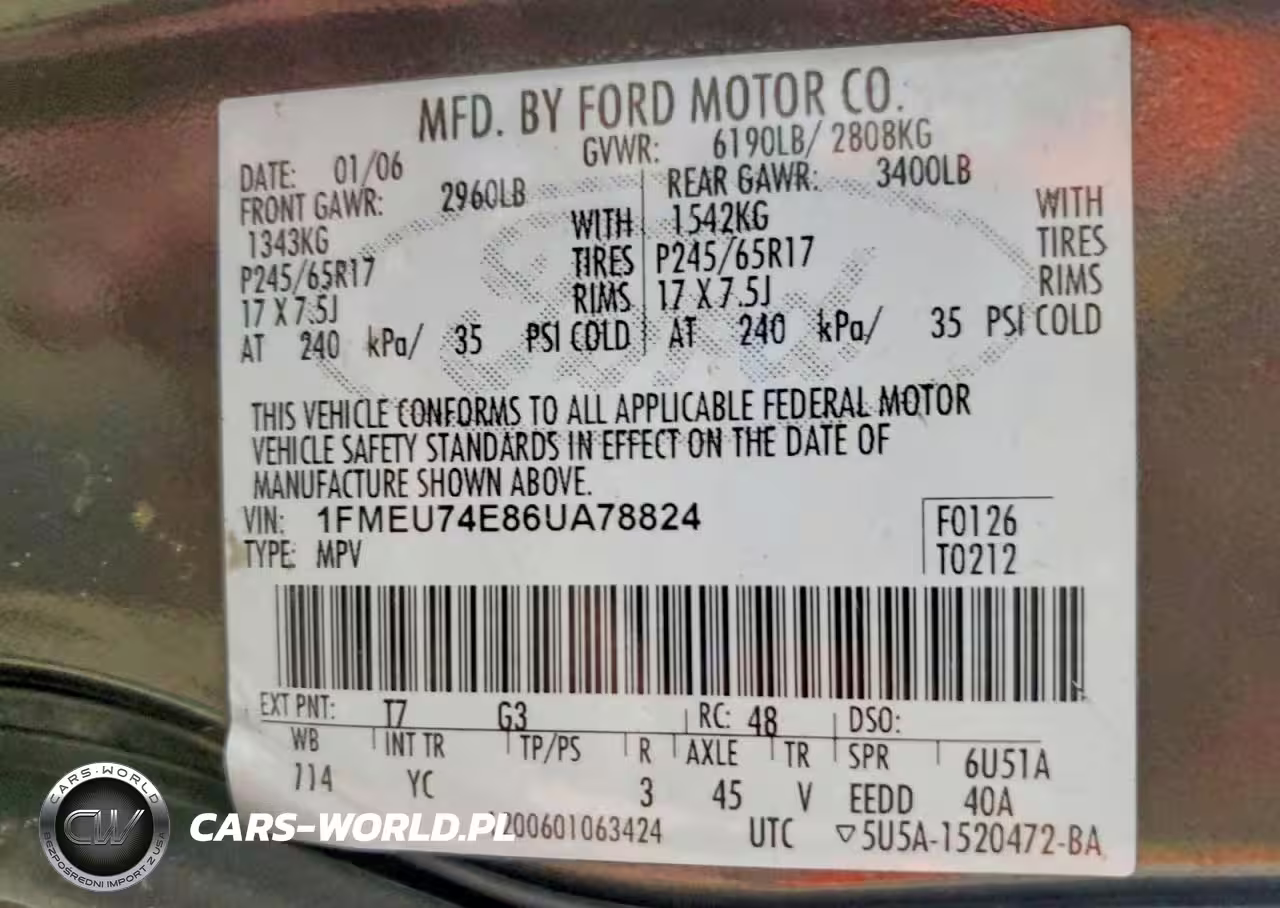 MFD. BY FORD MOTOR CO.
DATE: 01/06 GVWR: 6190LB/ 2808KG
FRONT GAWR: 2960LB REAR GAWR: 3400LB
1343KG WITH 1542KG WITH
P245/65R17 TIRES P245/65R17 TIRES
17 X 7.5J RIMS 17 X 7.5J RIMS
AT 240 kPa/ 35 PSI COLD AT 240 kPa/ 35 PSI COLD
THIS VEHICLE CONFORMS TO ALL APPLICABLE FEDERAL MOTOR
VEHICLE SAFETY STANDARDS IN EFFECT ON THE DATE OF
MANUFACTURE SHOWN ABOVE.
VIN: 1FMEU74E86UA78824 F0126
TYPE: MPV T0212
EXT PNT: T7 G3 RC: 48 DSO:
WB INT TR TP/PS R AXLE TR SPR 6U51A
114 YC 3 45 V EEDD 40A
200601063424 UTC ▽5U5A-1520472-BA
CARS-WORLD
CW
BEZPOŚREDNI IMPORT Z USA
CARS-WORLD.PL